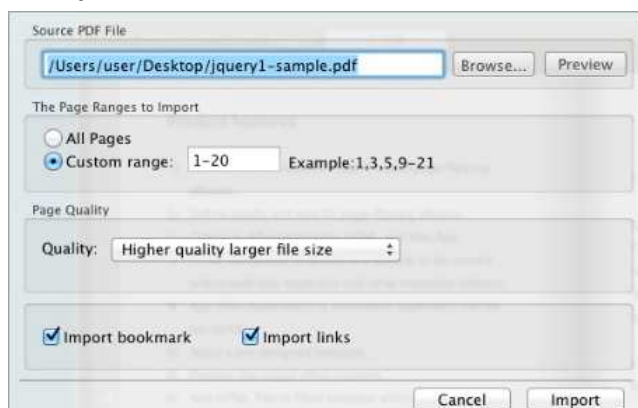 Source PDF File
/Users/user/Desktop/jquery1-sample.pdf Browse... Preview
The Page Ranges to Import
All Pages
Custom range: 1-20 Example:1,3,5,9-21
Page Quality
Quality: Higher quality larger file size
Import bookmark Import links
Cancel Import